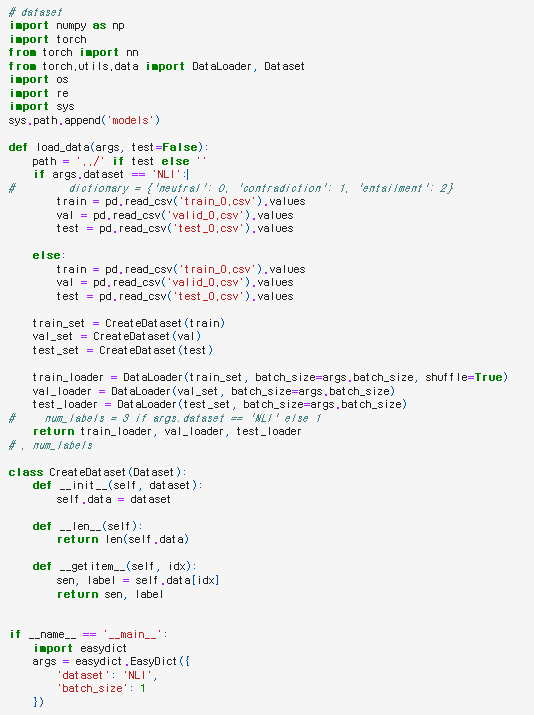 # dataset
import numpy as np
import torch
from torch import nn
from torch.utils.data import DataLoader, Dataset
import os
import re
import sys
sys.path.append('models')

def load_data(args, test=False):
    path = '../' if test else ''
    if args.dataset == 'NLI':
#         dictionary = {'neutral': 0, 'contradiction': 1, 'entailment': 2}
        train = pd.read_csv('train_0.csv').values
        val = pd.read_csv('valid_0.csv').values
        test = pd.read_csv('test_0.csv').values

    else:
        train = pd.read_csv('train_0.csv').values
        val = pd.read_csv('valid_0.csv').values
        test = pd.read_csv('test_0.csv').values

    train_set = CreateDataset(train)
    val_set = CreateDataset(val)
    test_set = CreateDataset(test)

    train_loader = DataLoader(train_set, batch_size=args.batch_size, shuffle=True)
    val_loader = DataLoader(val_set, batch_size=args.batch_size)
    test_loader = DataLoader(test_set, batch_size=args.batch_size)
#     num_labels = 3 if args.dataset == 'NLI' else 1
    return train_loader, val_loader, test_loader
# , num_labels

class CreateDataset(Dataset):
    def __init__(self, dataset):
        self.data = dataset

    def __len__(self):
        return len(self.data)

    def __getitem__(self, idx):
        sen, label = self.data[idx]
        return sen, label


if __name__ == '__main__':
    import easydict
    args = easydict.EasyDict({
        'dataset': 'NLI',
        'batch_size': 1
    })